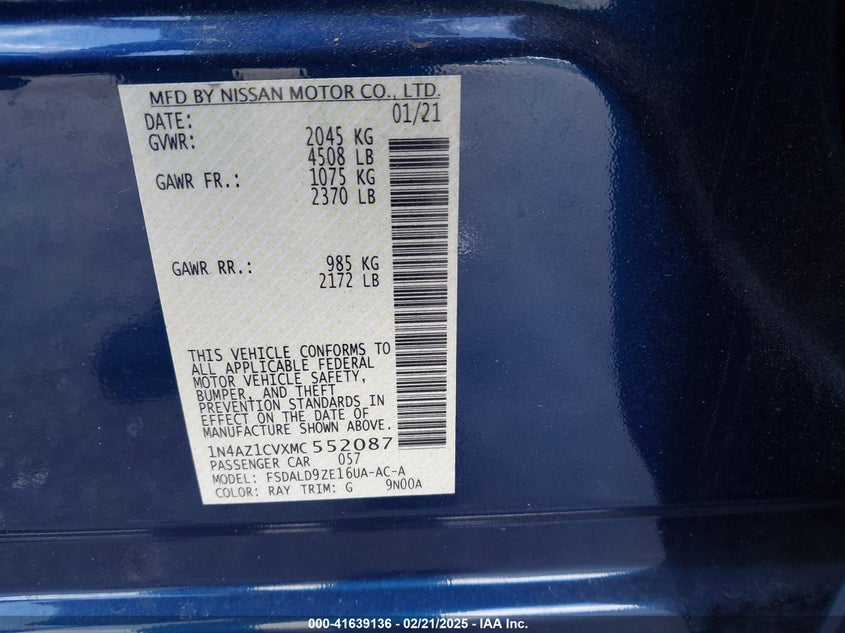 MFD BY NISSAN MOTOR CO., LTD.
DATE: 01/21
GVWR: 2045 KG
4508 LB
GAWR FR.: 1075 KG
2370 LB
GAWR RR.: 985 KG
2172 LB
THIS VEHICLE CONFORMS TO
ALL APPLICABLE FEDERAL
MOTOR VEHICLE SAFETY,
BUMPER, AND THEFT
PREVENTION STANDARDS IN
EFFECT ON THE DATE OF
MANUFACTURE SHOWN ABOVE.
1N4AZ1CVXMC 552087
PASSENGER CAR 057
MODEL: FSDALD9ZE16UA-AC-A
COLOR: RAY TRIM: G 9N00A
000-41639136 - 02/21/2025 - IAA Inc.